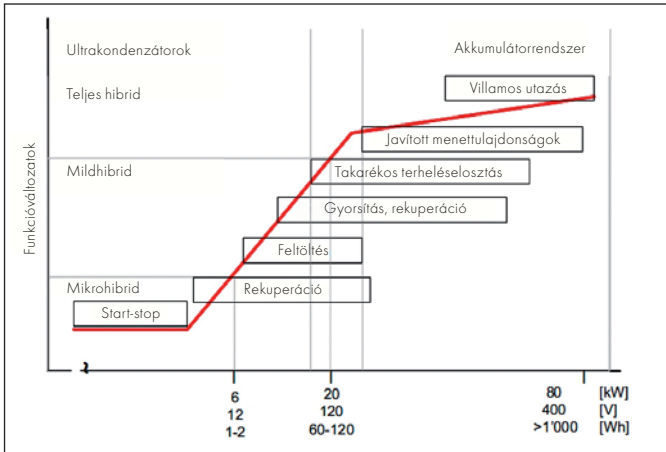 Ultrakondenzátorok Akkumulátorrendszer
Villamos utazás
Teljes hibrid
Javított menettulajdonságok
Mildhibrid
Takarékos terheléselosztás
Gyorsítás, rekuperáció
Funkcióváltozatok
Feltöltés
Mikrohibrid
Rekuperáció
Start-stop
6 20 80 [kW]
12 120 400 [V]
1-2 60-120 >1'000 [Wh]